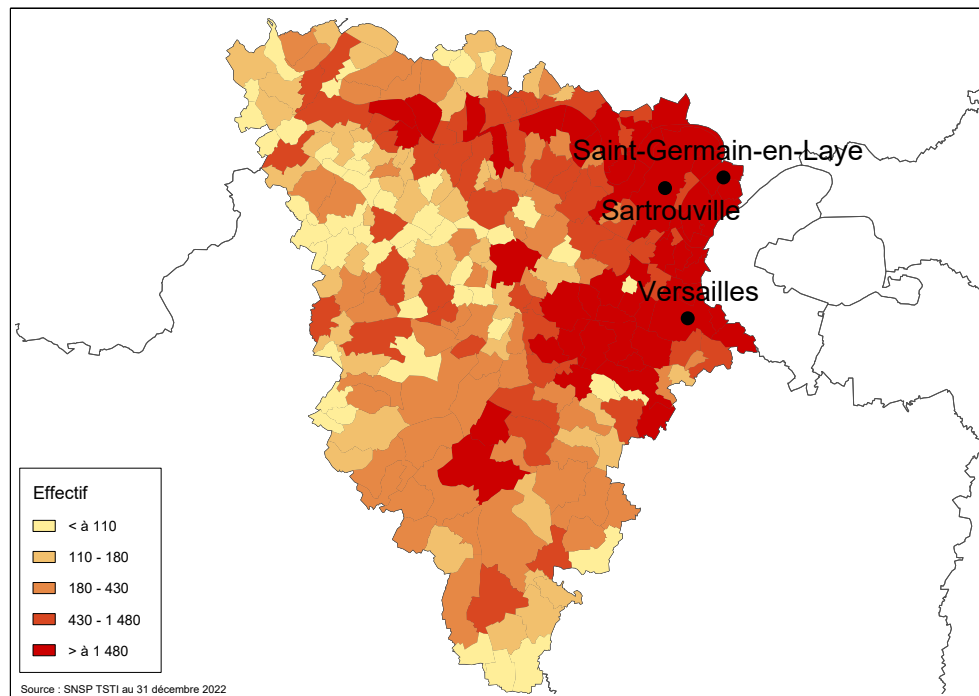 Saint-Germain-en-Laye
Sartrouville
Versailles
Effectif
< à 110
110 - 180
180 - 430
430 - 1 480
> à 1 480
Source : SNSP TSTI au 31 décembre 2022